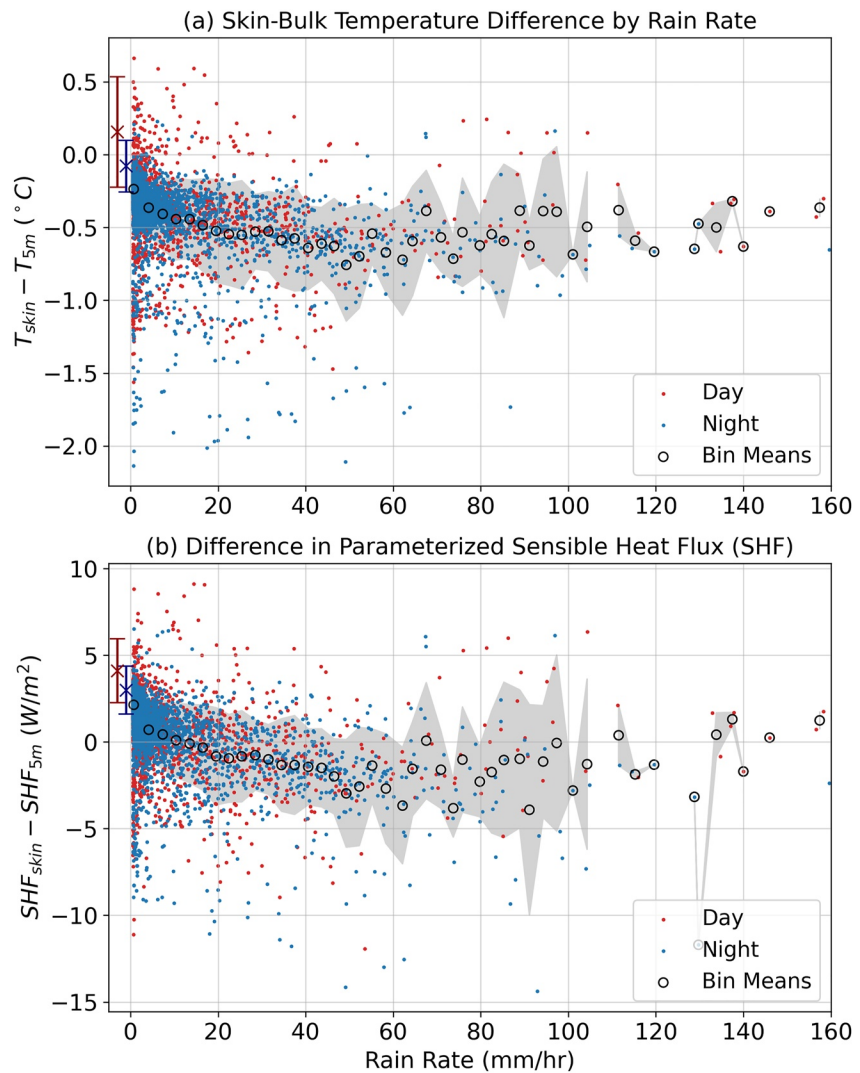 (a) Skin-Bulk Temperature Difference by Rain Rate
0.5
0.0
−0.5
−1.0
−1.5
−2.0
T_skin − T_5m (°C)
Day
Night
Bin Means
0 20 40 60 80 100 120 140 160
(b) Difference in Parameterized Sensible Heat Flux (SHF)
10
5
0
−5
−10
−15
SHF_skin − SHF_5m (W/m²)
Day
Night
Bin Means
0 20 40 60 80 100 120 140 160
Rain Rate (mm/hr)